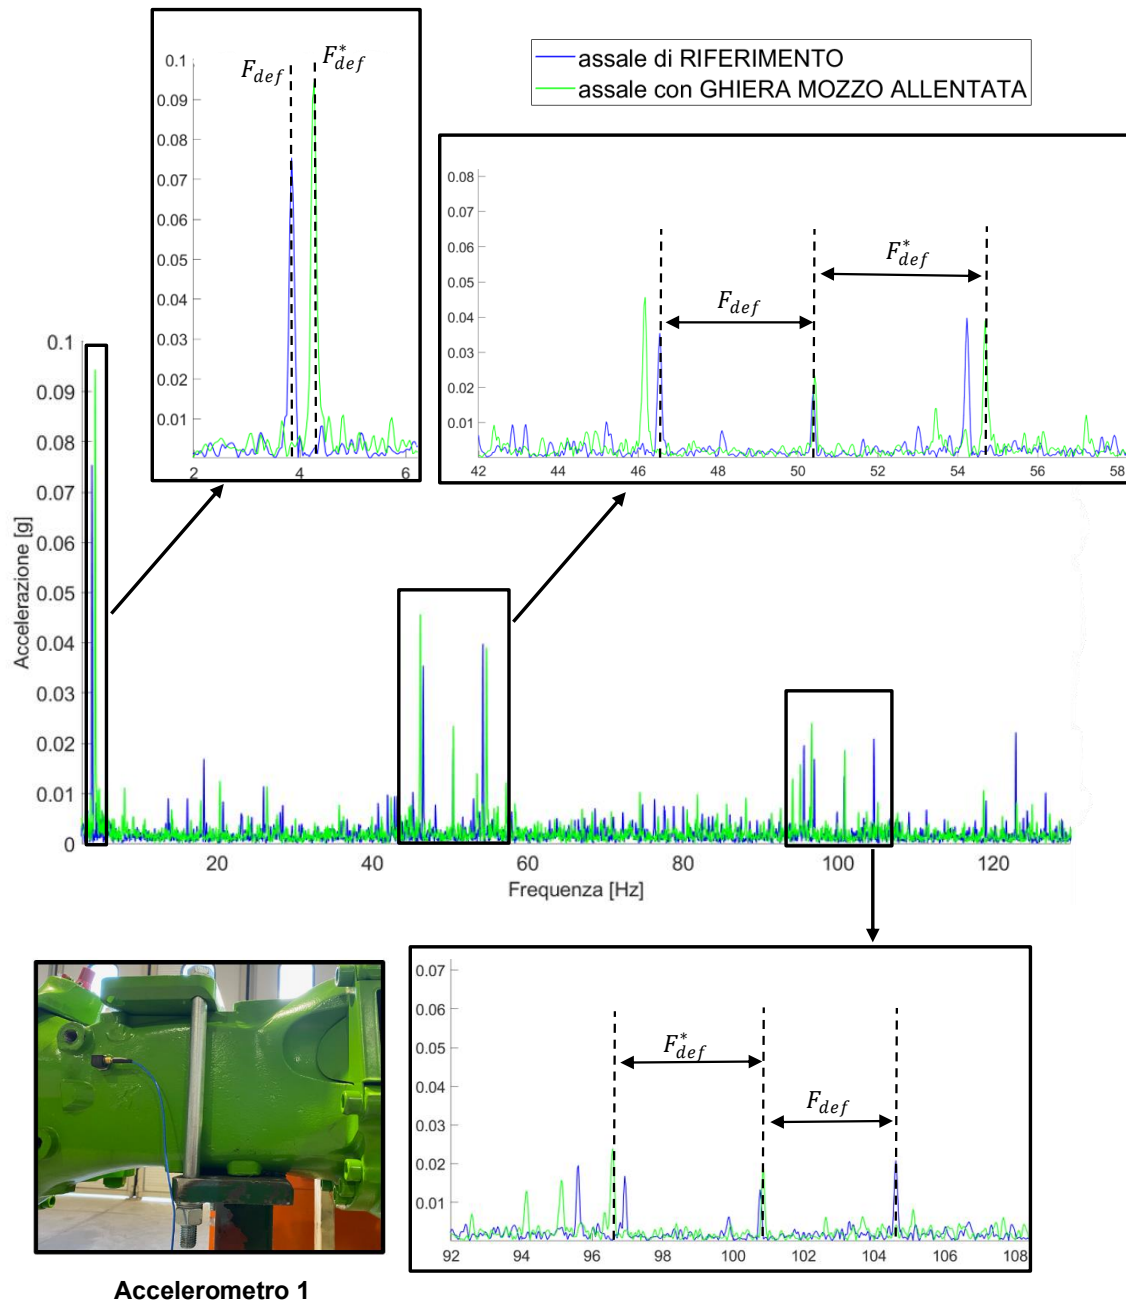 assale di RIFERIMENTO
assale con GHIERA MOZZO ALLENTATA
0.1
0.09
0.08
0.07
0.06
0.05
0.04
0.03
0.02
0.01
2 4 6
F_def
F*_def
0.08
0.07
0.06
0.05
0.04
0.03
0.02
0.01
42 44 46 48 50 52 54 56 58
F_def
F*_def
Accelerazione [g]
0.1
0.09
0.08
0.07
0.06
0.05
0.04
0.03
0.02
0.01
0
20 40 60 80 100 120
Frequenza [Hz]
0.07
0.06
0.05
0.04
0.03
0.02
0.01
92 94 96 98 100 102 104 106 108
F*_def
F_def
Accelerometro 1